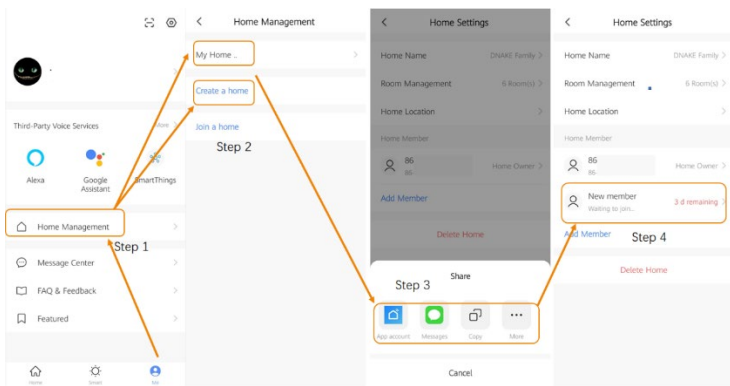 Third-Party Voice Services
More
Alexa
Google Assistant
SmartThings
Home Management
Step 1
Message Center
FAQ & Feedback
Featured
Home
Smart
Me
Home Management
My Home ..
Create a home
Join a home
Step 2
Home Settings
Home Name
DNAKE Family
Room Management
6 Room(s)
Home Location
Home Member
86
86-
Home Owner
Add Member
Delete Home
Share
Step 3
App account
Messages
Copy
More
Cancel
Home Settings
Home Name
DNAKE Family
Room Management
6 Room(s)
Home Location
Home Member
86
86-
Home Owner
New member
Waiting to join...
3 d remaining
Add Member
Step 4
Delete Home